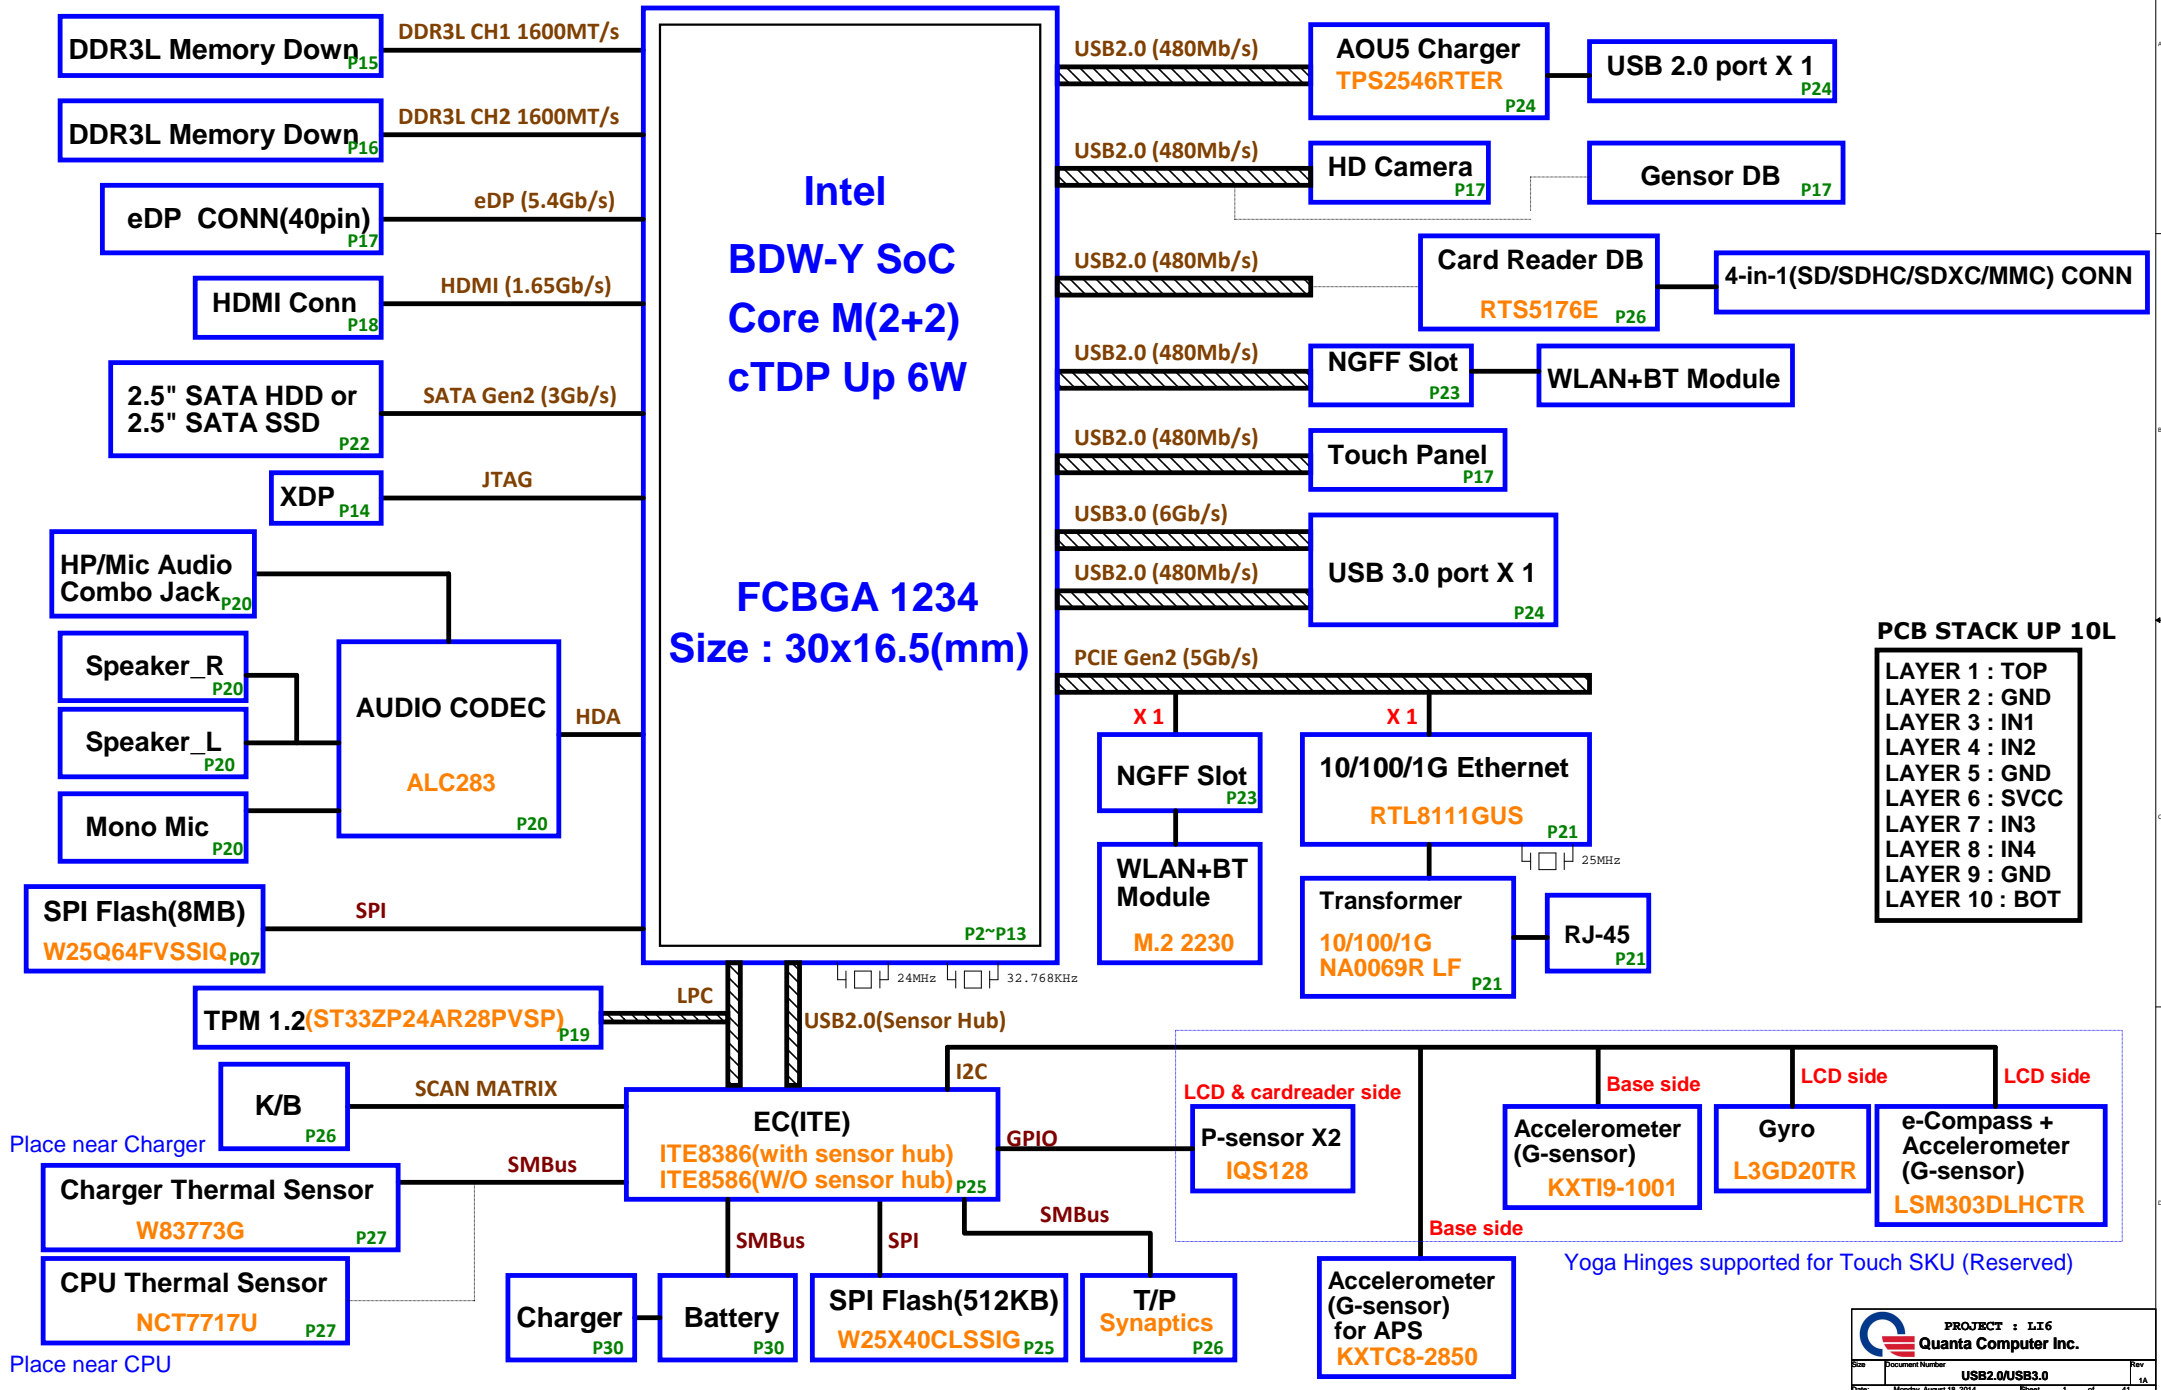 DDR3L Memory Down
P15
DDR3L CH1 1600MT/s
DDR3L Memory Down
P16
DDR3L CH2 1600MT/s
eDP  CONN(40pin)
P17
eDP (5.4Gb/s)
HDMI Conn
P18
HDMI (1.65Gb/s)
2.5" SATA HDD or
2.5" SATA SSD
P22
SATA Gen2 (3Gb/s)
XDP
P14
JTAG
HP/Mic Audio
Combo Jack
P20
Speaker_R
P20
Speaker_L
P20
Mono Mic
P20
AUDIO CODEC
ALC283
P20
HDA
SPI Flash(8MB)
W25Q64FVSSIQ
P07
SPI
Intel
BDW-Y SoC
Core M(2+2)
cTDP Up 6W
FCBGA 1234
Size : 30x16.5(mm)
P2~P13
24MHz
32.768KHz
USB2.0 (480Mb/s)
AOU5 Charger
TPS2546RTER
P24
USB 2.0 port X 1
P24
USB2.0 (480Mb/s)
HD Camera
P17
Gensor DB
P17
USB2.0 (480Mb/s)
Card Reader DB
RTS5176E
P26
4-in-1(SD/SDHC/SDXC/MMC) CONN
USB2.0 (480Mb/s)
NGFF Slot
P23
WLAN+BT Module
USB2.0 (480Mb/s)
Touch Panel
P17
USB3.0 (6Gb/s)
USB2.0 (480Mb/s)
USB 3.0 port X 1
P24
PCIE Gen2 (5Gb/s)
X 1
X 1
NGFF Slot
P23
WLAN+BT
Module
M.2 2230
10/100/1G Ethernet
RTL8111GUS
P21
25MHz
Transformer
10/100/1G
NA0069R LF
P21
RJ-45
P21
PCB STACK UP 10L
LAYER 1 : TOP
LAYER 2 : GND
LAYER 3 : IN1
LAYER 4 : IN2
LAYER 5 : GND
LAYER 6 : SVCC
LAYER 7 : IN3
LAYER 8 : IN4
LAYER 9 : GND
LAYER 10 : BOT
TPM 1.2(ST33ZP24AR28PVSP)
P19
LPC
USB2.0(Sensor Hub)
K/B
P26
SCAN MATRIX
Place near Charger
Charger Thermal Sensor
W83773G
P27
SMBus
CPU Thermal Sensor
NCT7717U
P27
Place near CPU
EC(ITE)
ITE8386(with sensor hub)
ITE8586(W/O sensor hub)
P25
I2C
GPIO
SMBus
SPI
SMBus
Charger
P30
Battery
P30
SPI Flash(512KB)
W25X40CLSSIG
P25
T/P
Synaptics
P26
LCD & cardreader side
P-sensor X2
IQS128
Base side
Accelerometer
(G-sensor)
for APS
KXTC8-2850
Base side
Accelerometer
(G-sensor)
KXTI9-1001
LCD side
Gyro
L3GD20TR
LCD side
e-Compass +
Accelerometer
(G-sensor)
LSM303DLHCTR
Yoga Hinges supported for Touch SKU (Reserved)
PROJECT : LI6
Quanta Computer Inc.
Size
Document Number
Rev
USB2.0/USB3.0
1A